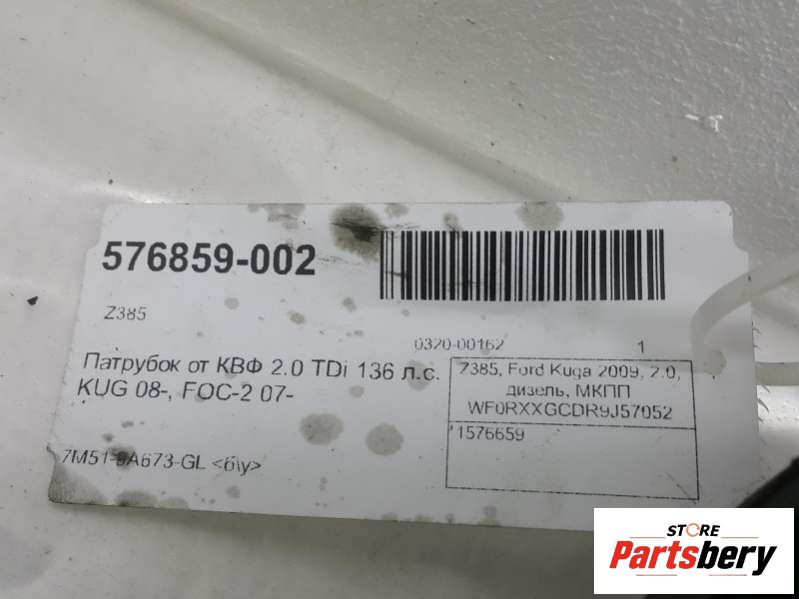 576859-002
Z385
0320-00162 1
Патрубок от КВФ 2.0 TDi 136 л.с.
KUG 08-, FOC-2 07-
7M51-9A673-GL <б\у>
Z385, Ford Kuga 2009, 2.0,
дизель, МКПП
WF0RXXGCDR9J57052
1576659
STORE
Partsbery